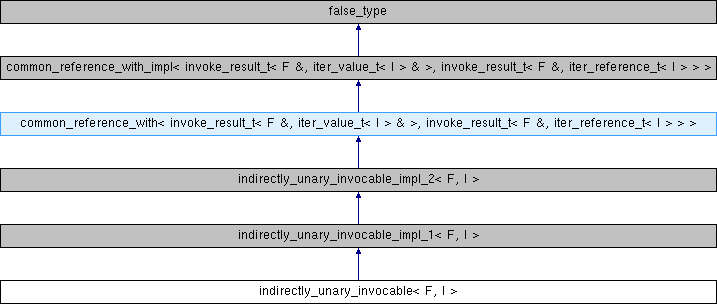 false_type
common_reference_with_impl< invoke_result_t< F &, iter_value_t< I > & >, invoke_result_t< F &, iter_reference_t< I > > >
common_reference_with< invoke_result_t< F &, iter_value_t< I > & >, invoke_result_t< F &, iter_reference_t< I > > >
indirectly_unary_invocable_impl_2< F, I >
indirectly_unary_invocable_impl_1< F, I >
indirectly_unary_invocable< F, I >